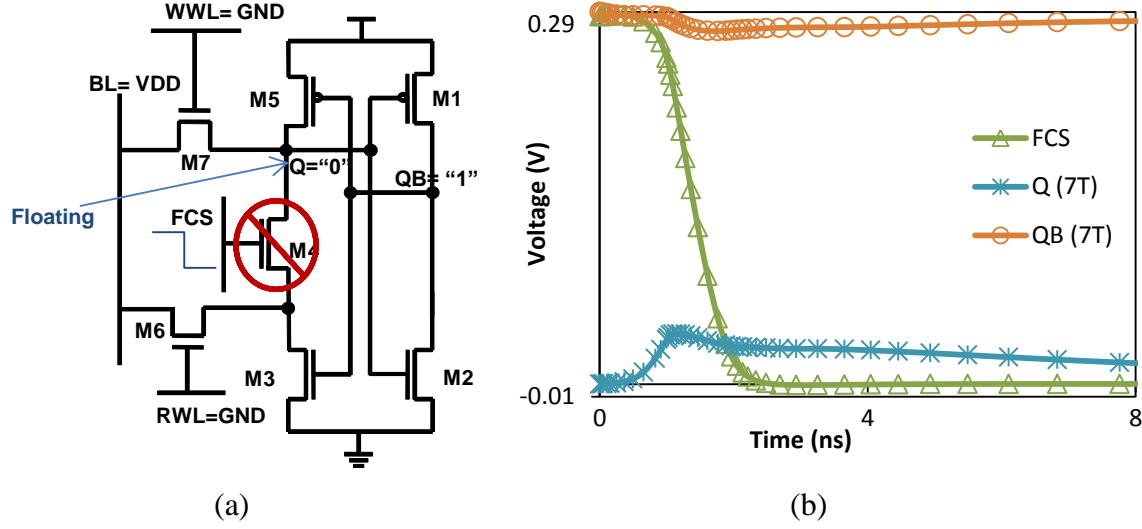 WWL= GND
BL= VDD
M5
M1
M7
Q=“0”
QB= “1”
Floating
FCS
M4
M6
M3
M2
RWL=GND
(a)
0.29
Voltage (V)
-0.01
FCS
Q (7T)
QB (7T)
0
4
8
Time (ns)
(b)